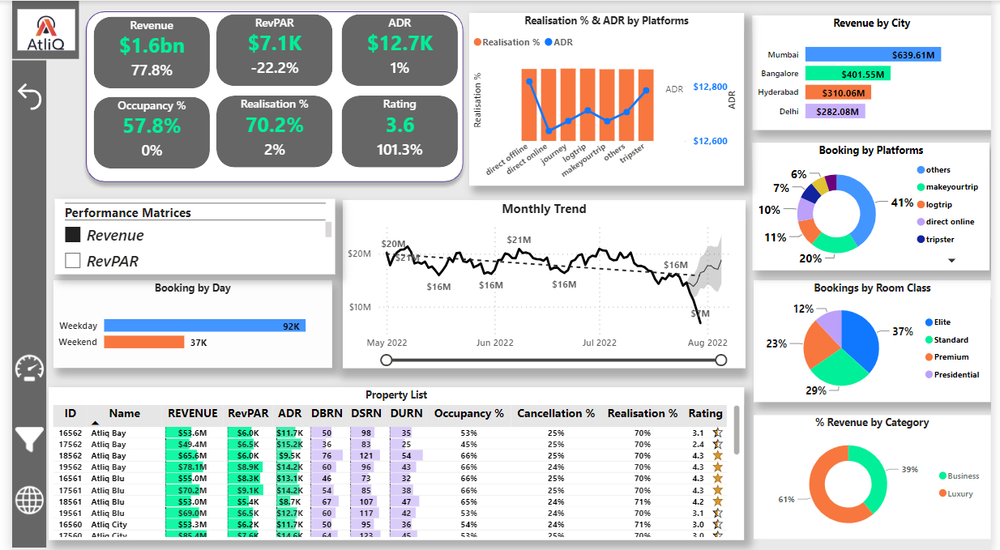 AtliQ
Revenue
$1.6bn
77.8%
RevPAR
$7.1K
-22.2%
ADR
$12.7K
1%
Occupancy %
57.8%
0%
Realisation %
70.2%
2%
Rating
3.6
101.3%
Realisation % & ADR by Platforms
Realisation % ADR
Realisation %
ADR
$12,800
$12,600
ADR
direct offline
direct online
journey
logtrip
makeyourtrip
others
tripster
Revenue by City
Mumbai $639.61M
Bangalore $401.55M
Hyderabad $310.06M
Delhi $282.08M
Booking by Platforms
6%
7%
10%
11%
20%
41%
others
makeyourtrip
logtrip
direct online
tripster
Performance Matrices
Revenue
RevPAR
Booking by Day
Weekday 92K
Weekend 37K
Monthly Trend
$20M
$10M
$20M
$21M
$16M
$16M
$21M
$16M
$16M
$7M
May 2022 Jun 2022 Jul 2022 Aug 2022
Bookings by Room Class
12%
23%
29%
37%
Elite
Standard
Premium
Presidential
Property List
ID Name REVENUE RevPAR ADR DBRN DSRN DURN Occupancy % Cancellation % Realisation % Rating
16562 Atliq Bay $53.6M $6.0K $11.7K 50 98 35 53% 25% 70% 3.1
17562 Atliq Bay $49.4M $6.5K $15.2K 36 83 25 45% 25% 70% 2.4
18562 Atliq Bay $65.6M $6.0K $9.5K 76 121 54 66% 25% 70% 4.3
19562 Atliq Bay $78.1M $8.9K $14.2K 60 96 43 66% 24% 70% 4.3
16561 Atliq Blu $55.0M $8.3K $13.1K 46 73 32 66% 25% 70% 4.3
17561 Atliq Blu $70.2M $9.1K $14.2K 54 85 38 66% 25% 70% 4.3
18561 Atliq Blu $53.0M $5.4K $8.7K 67 107 47 65% 24% 71% 4.2
19561 Atliq Blu $69.0M $6.5K $12.7K 60 117 42 53% 24% 70% 3.1
16560 Atliq City $53.3M $6.2K $11.7K 50 95 36 54% 24% 71% 3.0
17560 Atliq City $85.4M $7.6K $14.6K 64 123 45 53% 25% 70% 3.0
% Revenue by Category
39%
61%
Business
Luxury